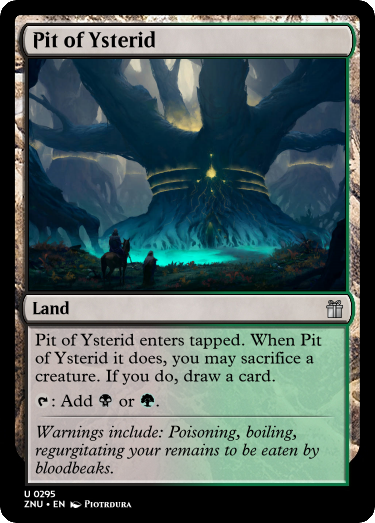 Pit of Ysterid
Land
Pit of Ysterid enters tapped. When Pit
of Ysterid it does, you may sacrifice a
creature. If you do, draw a card.
: Add or .
Warnings include: Poisoning, boiling,
regurgitating your remains to be eaten by
bloodbeaks.
U 0295
ZNU • EN Piotrdura